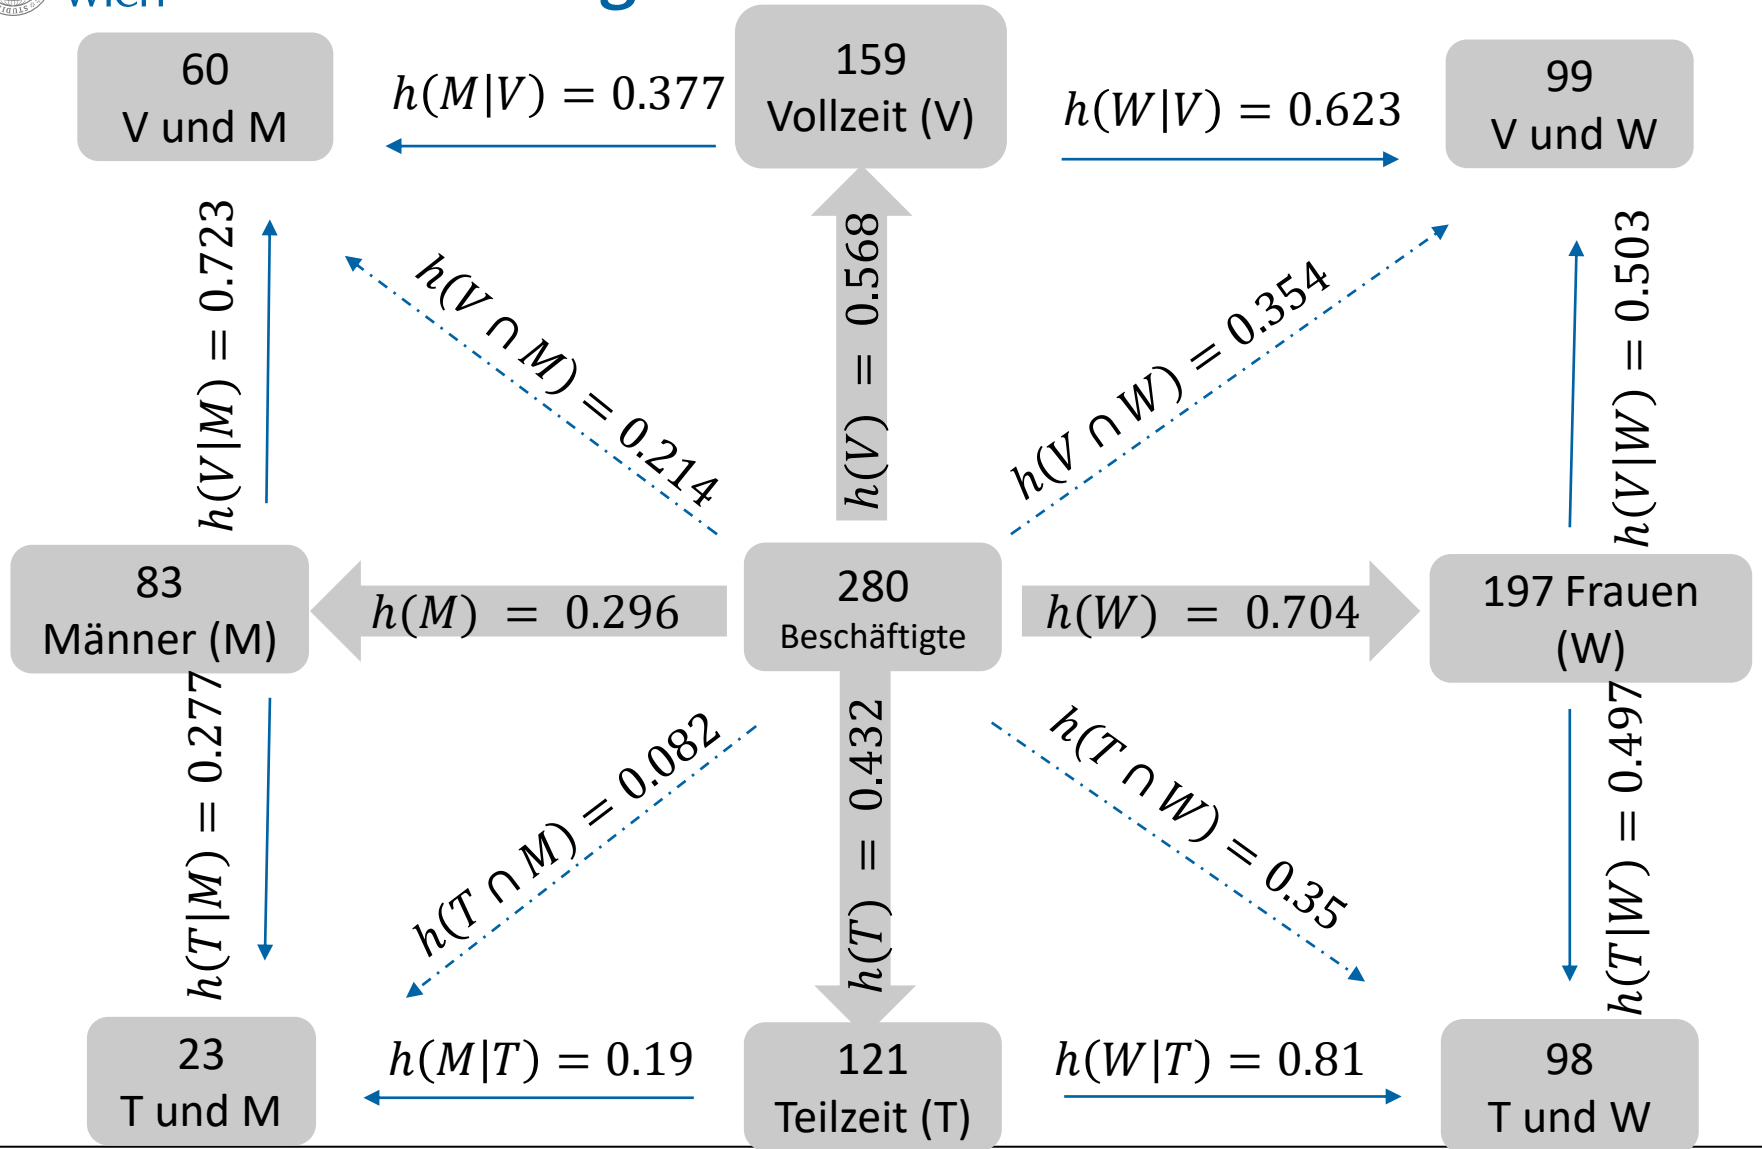 wien
60
V und M
h(M|V) = 0.377
159
Vollzeit (V)
h(W|V) = 0.623
99
V und W
h(V|M) = 0.723
h(V ∩ M) = 0.214
h(V) = 0.568
h(V ∩ W) = 0.354
h(V|W) = 0.503
83
Männer (M)
h(M) = 0.296
280
Beschäftigte
h(W) = 0.704
197 Frauen
(W)
h(T|M) = 0.277
h(T ∩ M) = 0.082
h(T) = 0.432
h(T ∩ W) = 0.35
h(T|W) = 0.497
23
T und M
h(M|T) = 0.19
121
Teilzeit (T)
h(W|T) = 0.81
98
T und W